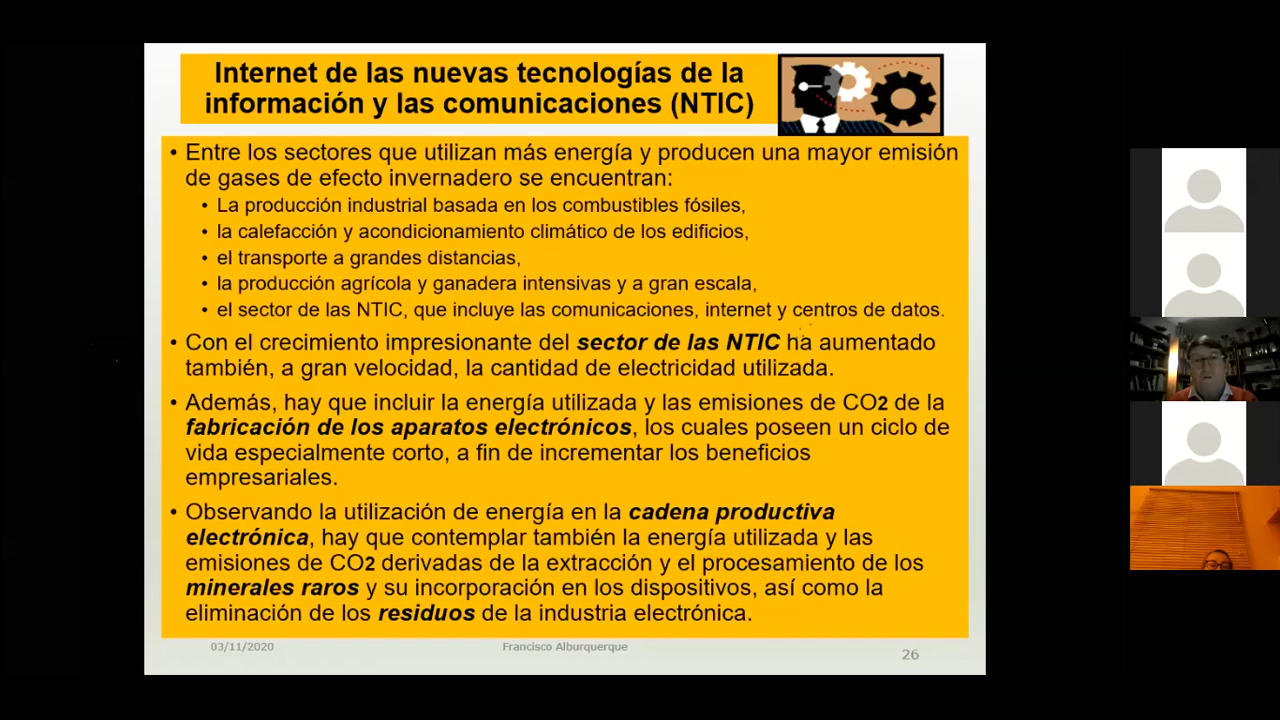 Internet de las nuevas tecnologías de la
información y las comunicaciones (NTIC)
• Entre los sectores que utilizan más energía y producen una mayor emisión
de gases de efecto invernadero se encuentran:
• La producción industrial basada en los combustibles fósiles,
• la calefacción y acondicionamiento climático de los edificios,
• el transporte a grandes distancias,
• la producción agrícola y ganadera intensivas y a gran escala,
• el sector de las NTIC, que incluye las comunicaciones, internet y centros de datos.
• Con el crecimiento impresionante del sector de las NTIC ha aumentado
también, a gran velocidad, la cantidad de electricidad utilizada.
• Además, hay que incluir la energía utilizada y las emisiones de CO2 de la
fabricación de los aparatos electrónicos, los cuales poseen un ciclo de
vida especialmente corto, a fin de incrementar los beneficios
empresariales.
• Observando la utilización de energía en la cadena productiva
electrónica, hay que contemplar también la energía utilizada y las
emisiones de CO2 derivadas de la extracción y el procesamiento de los
minerales raros y su incorporación en los dispositivos, así como la
eliminación de los residuos de la industria electrónica.
03/11/2020
Francisco Alburquerque
26